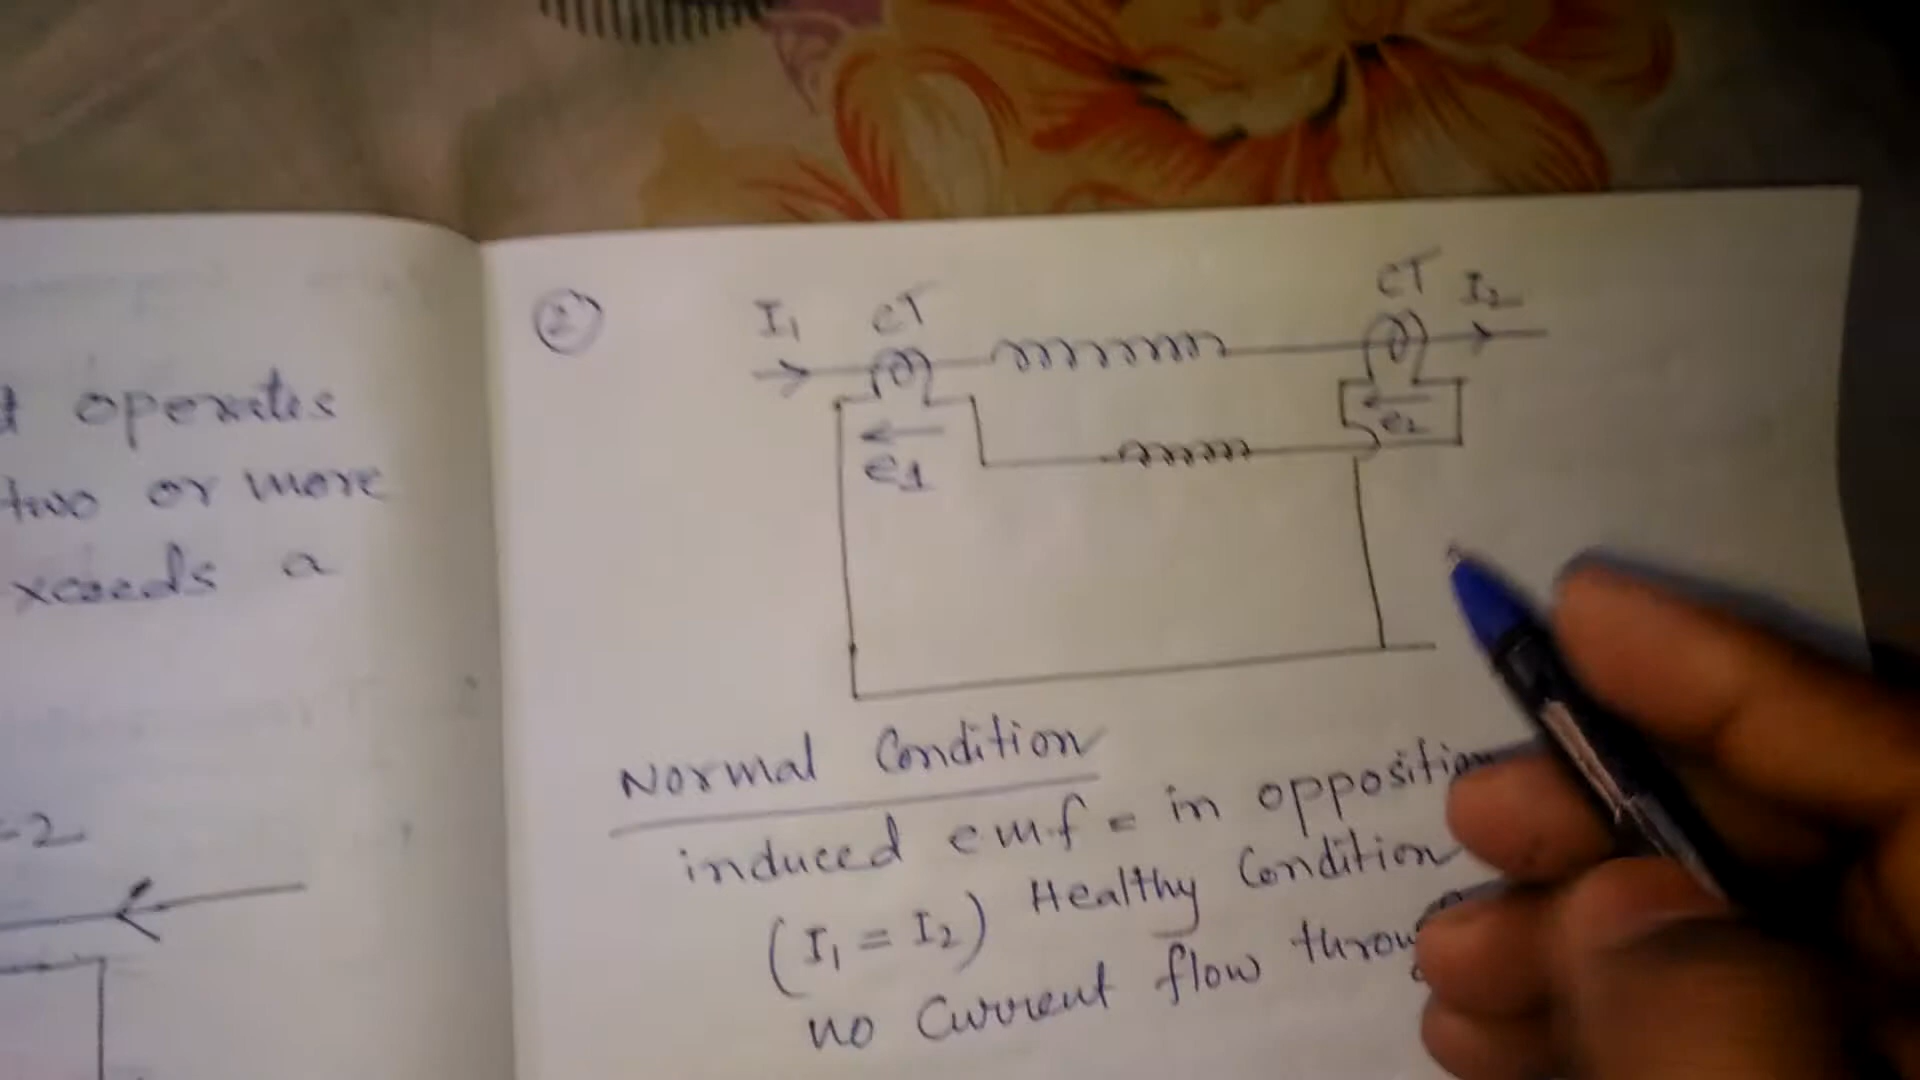 operates
two or more
xceeds a
=2
2
I₁ CT
CT I₂
e1
e2
Normal Condition
induced emf = in opposition
(I₁ = I₂) Healthy Condition
no current flow throu